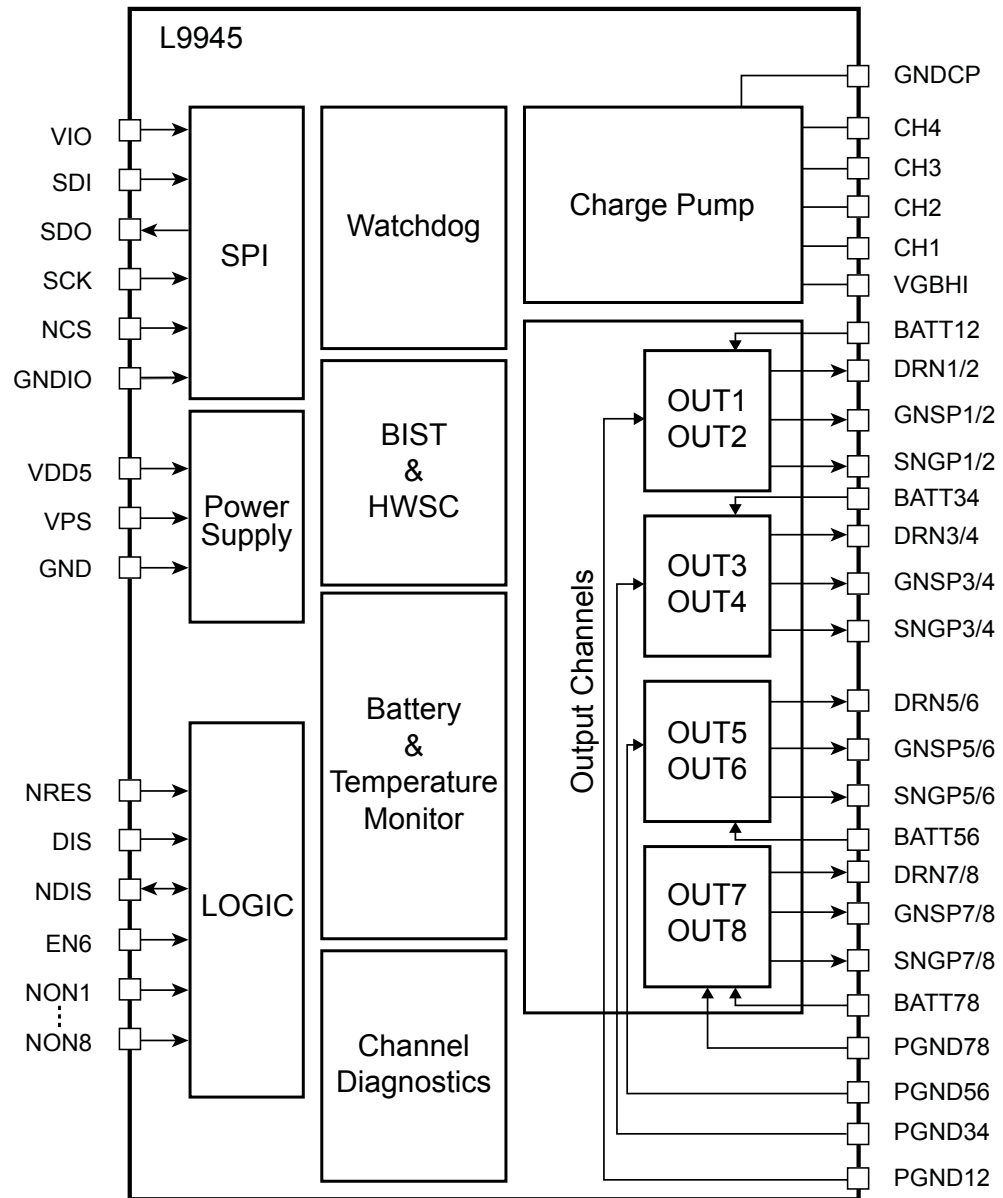 L9945
VIO
SDI
SDO
SCK
NCS
GNDIO
VDD5
VPS
GND
NRES
DIS
NDIS
EN6
NON1
NON8
SPI
Power
Supply
LOGIC
Watchdog
BIST
&
HWSC
Battery
&
Temperature
Monitor
Channel
Diagnostics
Charge Pump
Output Channels
OUT1
OUT2
OUT3
OUT4
OUT5
OUT6
OUT7
OUT8
GNDCP
CH4
CH3
CH2
CH1
VGBHI
BATT12
DRN1/2
GNSP1/2
SNGP1/2
BATT34
DRN3/4
GNSP3/4
SNGP3/4
DRN5/6
GNSP5/6
SNGP5/6
BATT56
DRN7/8
GNSP7/8
SNGP7/8
BATT78
PGND78
PGND56
PGND34
PGND12